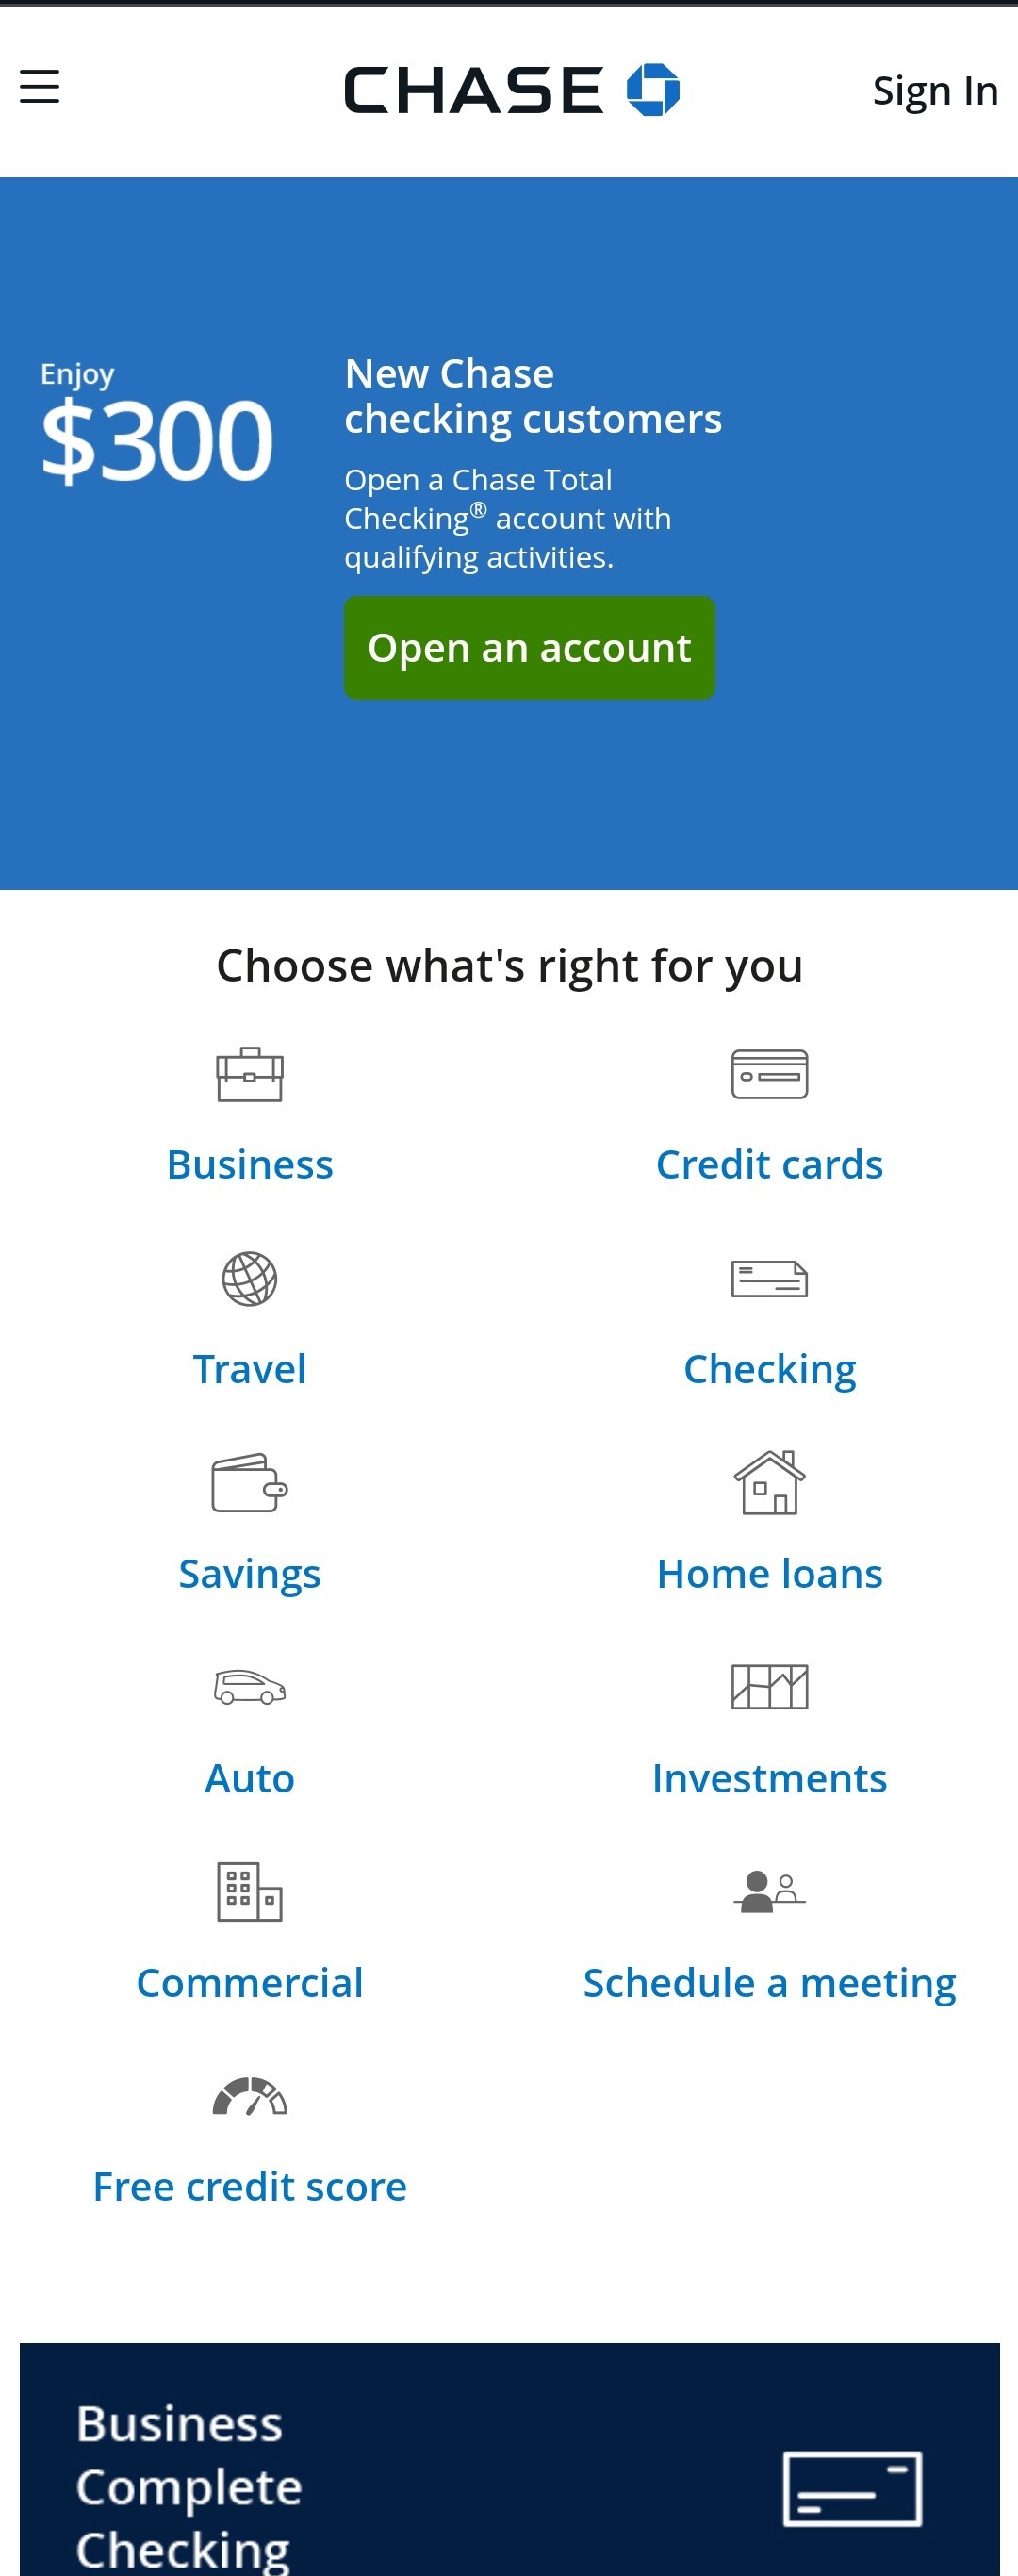 CHASE
Sign In
Enjoy
$300
New Chase
checking customers
Open a Chase Total
Checking® account with
qualifying activities.
Open an account
Choose what's right for you
Business
Credit cards
Travel
Checking
Savings
Home loans
Auto
Investments
Commercial
Schedule a meeting
Free credit score
Business
Complete
Checking